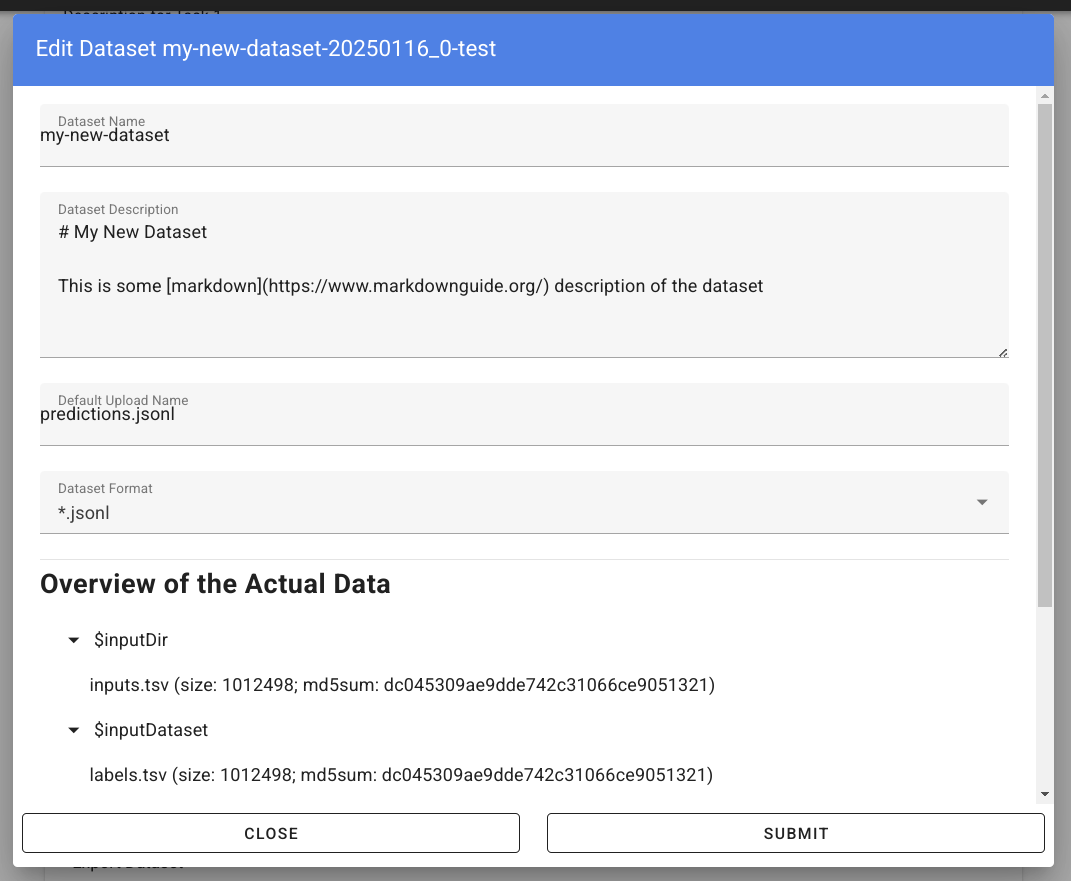 Edit Dataset my-new-dataset-20250116_0-test
Dataset Name
my-new-dataset
Dataset Description
# My New Dataset
This is some [markdown](https://www.markdownguide.org/) description of the dataset
Default Upload Name
predictions.jsonl
Dataset Format
*.jsonl
Overview of the Actual Data
$inputDir
inputs.tsv (size: 1012498; md5sum: dc045309ae9dde742c31066ce9051321)
$inputDataset
labels.tsv (size: 1012498; md5sum: dc045309ae9dde742c31066ce9051321)
CLOSE
SUBMIT